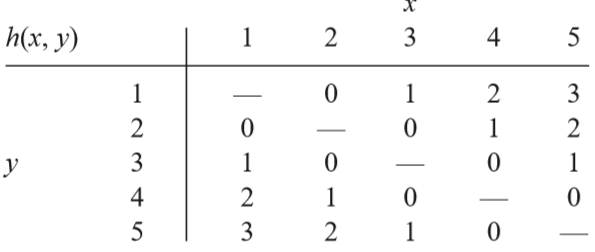 x
h(x, y) 1 2 3 4 5
1 — 0 1 2 3
2 0 — 0 1 2
y 3 1 0 — 0 1
4 2 1 0 — 0
5 3 2 1 0 —